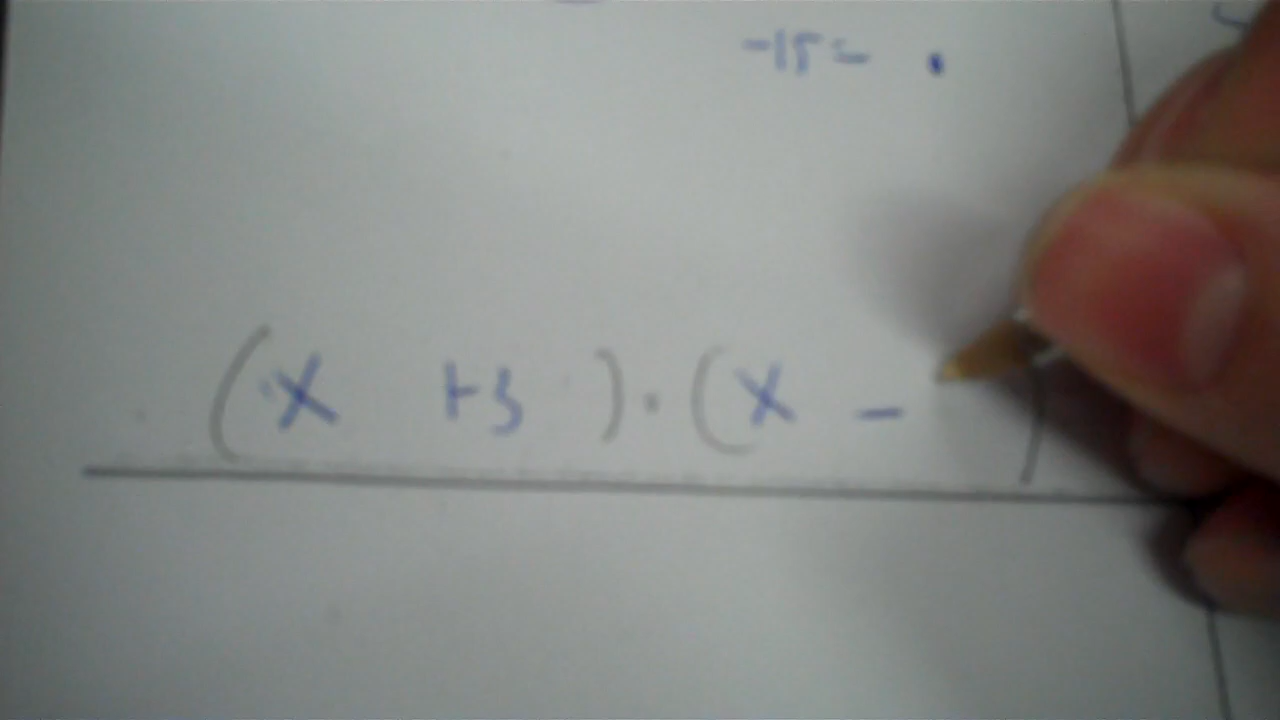 -15= .
(x +3 ) · (x - )